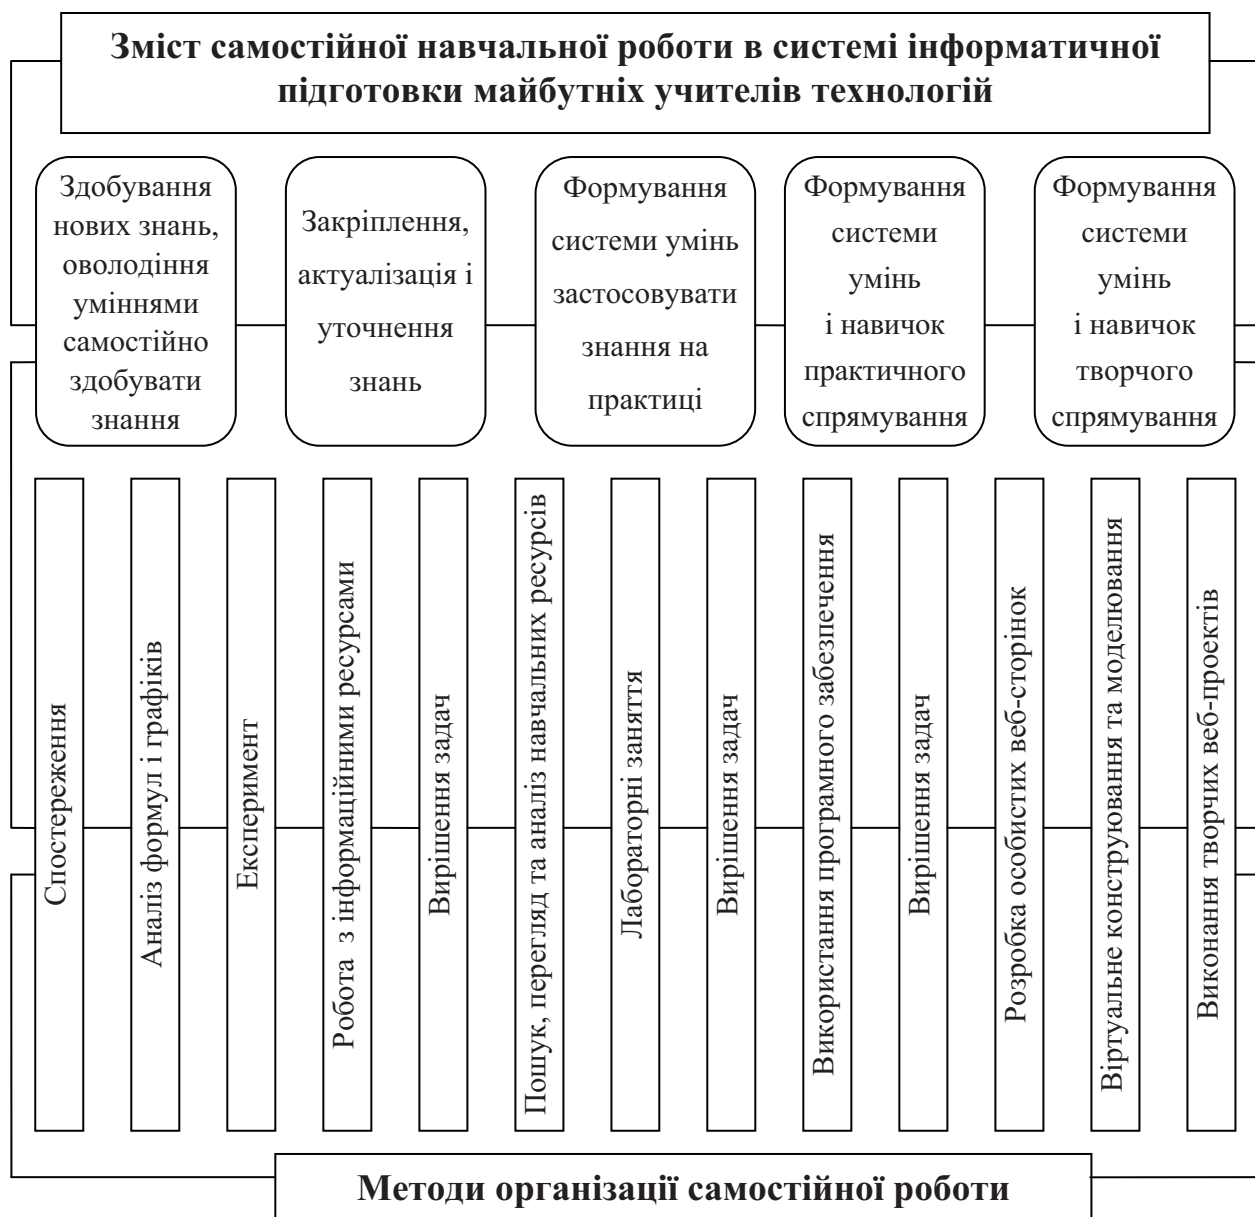 Зміст самостійної навчальної роботи в системі інформатичної
підготовки майбутніх учителів технологій
Здобування
нових знань,
оволодіння
уміннями
самостійно
здобувати
знання
Закріплення,
актуалізація і
уточнення
знань
Формування
системи умінь
застосовувати
знання на
практиці
Формування
системи
умінь
і навичок
практичного
спрямування
Формування
системи
умінь
і навичок
творчого
спрямування
Спостереження
Аналіз формул і графіків
Експеримент
Робота з інформаційними ресурсами
Вирішення задач
Пошук, перегляд та аналіз навчальних ресурсів
Лабораторні заняття
Вирішення задач
Використання програмного забезпечення
Вирішення задач
Розробка особистих веб-сторінок
Віртуальне конструювання та моделювання
Виконання творчих веб-проектів
Методи організації самостійної роботи